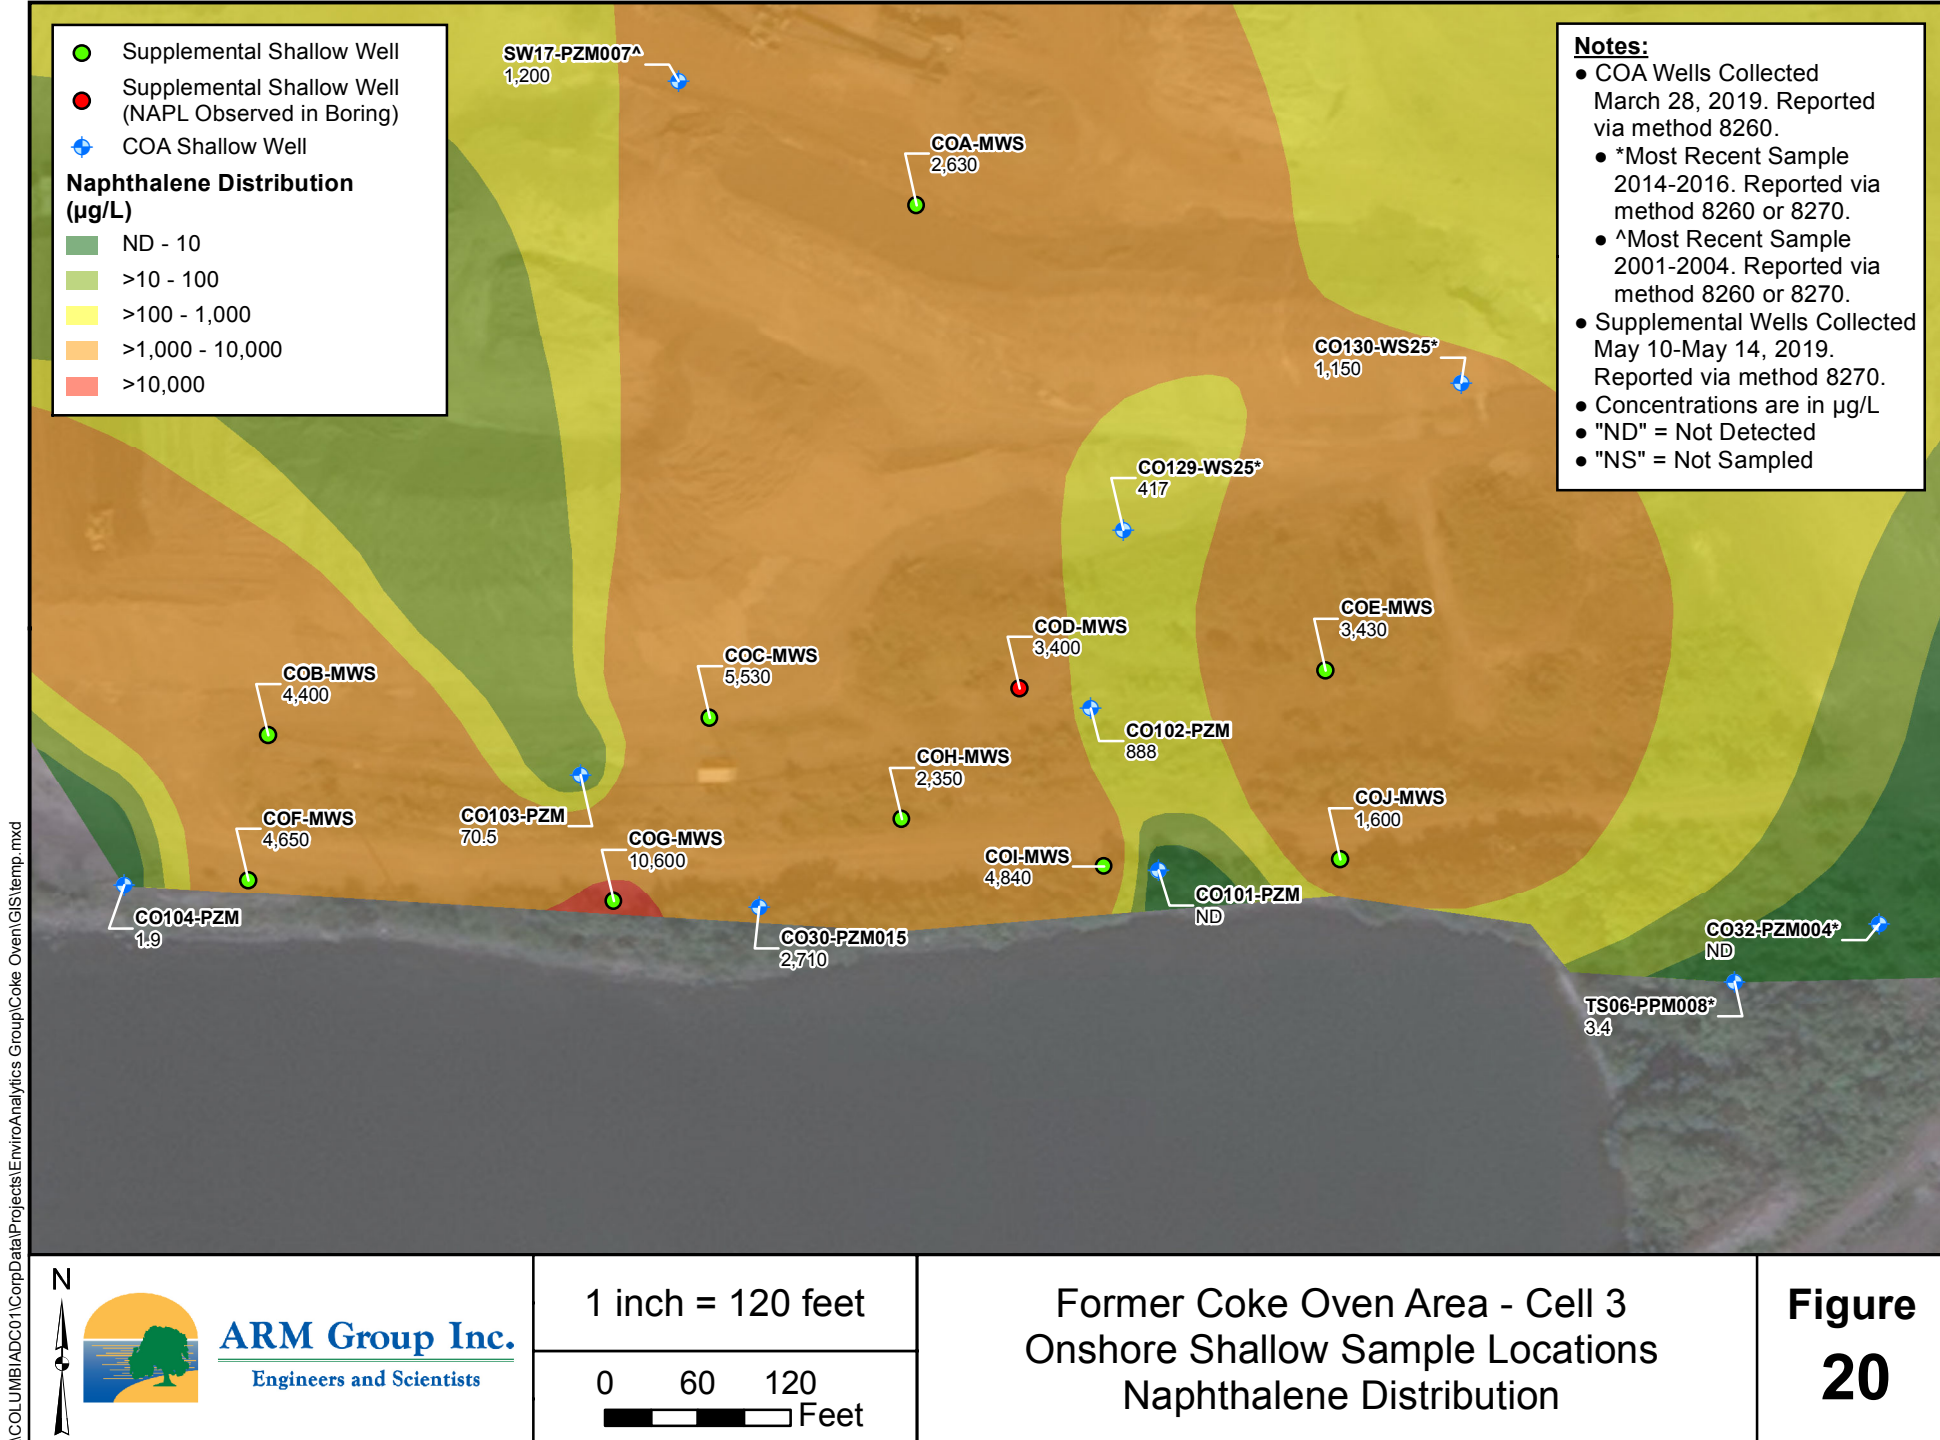 Supplemental Shallow Well
Supplemental Shallow Well
(NAPL Observed in Boring)
COA Shallow Well
Naphthalene Distribution
(µg/L)
ND - 10
>10 - 100
>100 - 1,000
>1,000 - 10,000
>10,000
Notes:
● COA Wells Collected
March 28, 2019. Reported
via method 8260.
● *Most Recent Sample
2014-2016. Reported via
method 8260 or 8270.
● ^Most Recent Sample
2001-2004. Reported via
method 8260 or 8270.
● Supplemental Wells Collected
May 10-May 14, 2019.
Reported via method 8270.
● Concentrations are in µg/L
● "ND" = Not Detected
● "NS" = Not Sampled
SW17-PZM007^
1,200
COA-MWS
2,630
CO130-WS25*
1,150
CO129-WS25*
417
COE-MWS
3,430
COD-MWS
3,400
COC-MWS
5,530
COB-MWS
4,400
CO102-PZM
888
COH-MWS
2,350
COJ-MWS
1,600
CO103-PZM
70.5
COF-MWS
4,650
COG-MWS
10,600
COI-MWS
4,840
CO101-PZM
ND
CO104-PZM
1.9
CO30-PZM015
2,710
CO32-PZM004*
ND
TS06-PPM008*
3.4
\COLUMBIADC01\CorpData\Projects\EnviroAnalytics Group\Coke Oven\GIS\temp.mxd
N
ARM Group Inc.
Engineers and Scientists
1 inch = 120 feet
0 60 120
Feet
Former Coke Oven Area - Cell 3
Onshore Shallow Sample Locations
Naphthalene Distribution
Figure
20